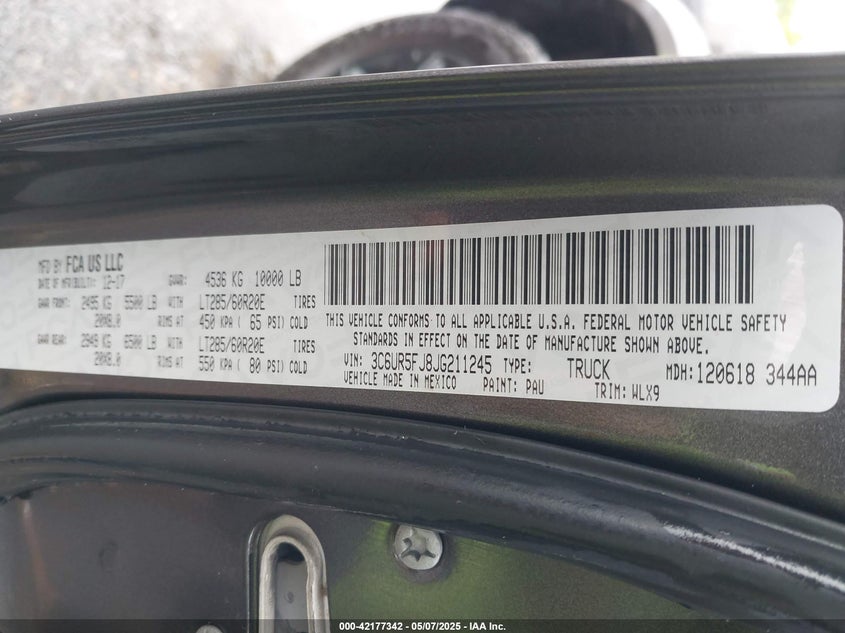 MFD BY FCA US LLC
DATE OF MFR(BUILT): 12-17 GVWR: 4536 KG 10000 LB
GAWR FRONT: 2495 KG 5500 LB WITH LT285/60R20E TIRES
20X8.0 RIMS AT 450 KPA ( 65 PSI) COLD
GAWR REAR: 2949 KG 6500 LB WITH LT285/60R20E TIRES
20X8.0 RIMS AT 550 KPA ( 80 PSI) COLD
THIS VEHICLE CONFORMS TO ALL APPLICABLE U.S.A. FEDERAL MOTOR VEHICLE SAFETY
STANDARDS IN EFFECT ON THE DATE OF MANUFACTURE SHOWN ABOVE.
VIN: 3C6UR5FJ8JG211245 TYPE: TRUCK MDH:120618 344AA
VEHICLE MADE IN MEXICO PAINT: PAU TRIM: WLX9
000-42177342 - 05/07/2025 - IAA Inc.